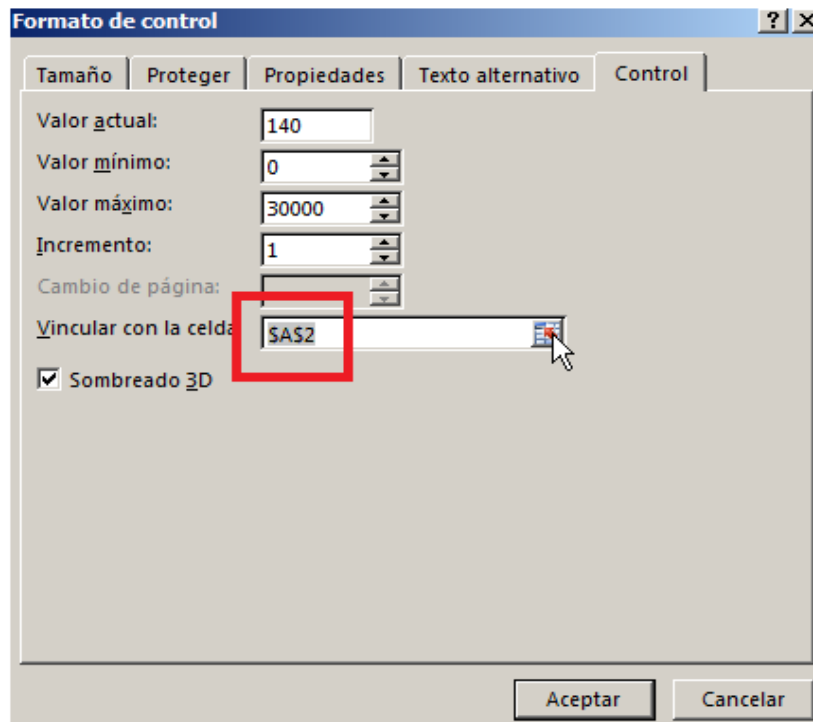 Formato de control
Tamaño Proteger Propiedades Texto alternativo Control
Valor actual: 140
Valor mínimo: 0
Valor máximo: 30000
Incremento: 1
Cambio de página:
Vincular con la celda $A$2
Sombreado 3D
Aceptar Cancelar